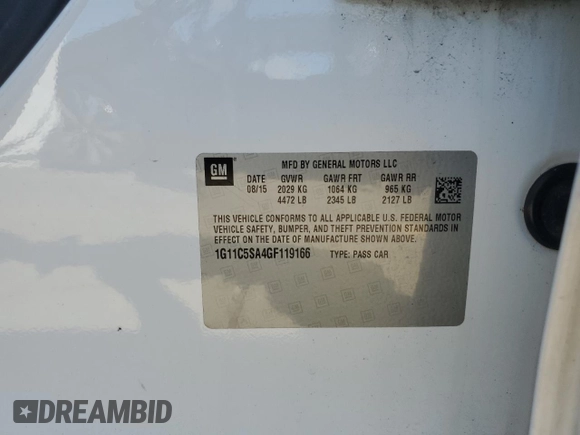 GM
MFD BY GENERAL MOTORS LLC
DATE GVWR GAWR FRT GAWR RR
08/15 2029 KG 1064 KG 965 KG
4472 LB 2345 LB 2127 LB
THIS VEHICLE CONFORMS TO ALL APPLICABLE U.S. FEDERAL MOTOR
VEHICLE SAFETY, BUMPER, AND THEFT PREVENTION STANDARDS IN
EFFECT ON THE DATE OF MANUFACTURE SHOWN ABOVE.
1G11C5SA4GF119166 TYPE: PASS CAR
DREAMBID